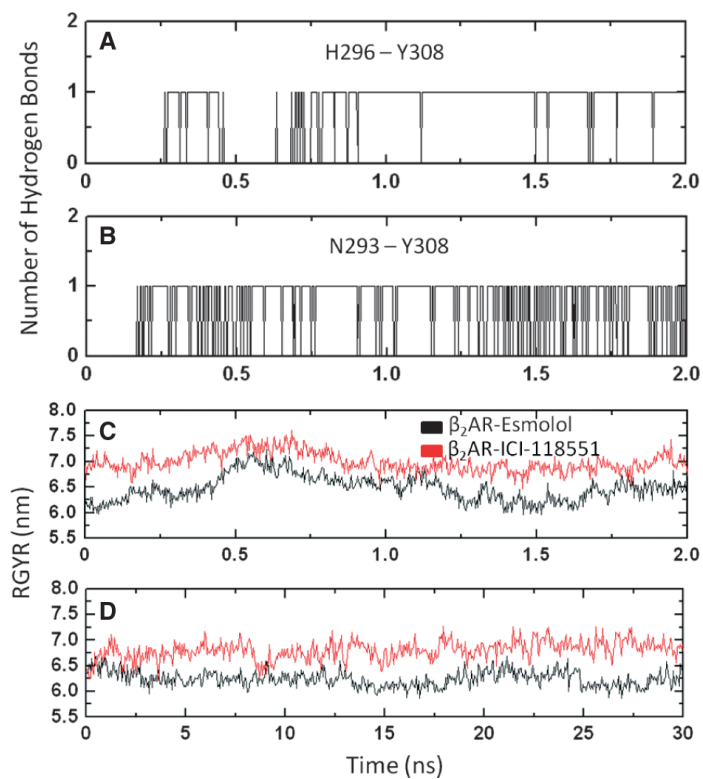 Number of Hydrogen Bonds
A
H296 – Y308
2
1
0
0 0.5 1.0 1.5 2.0
B
N293 – Y308
2
1
0
0 0.5 1.0 1.5 2.0
RGYR (nm)
C
β₂AR-Esmolol
β₂AR-ICI-118551
8.0
7.5
7.0
6.5
6.0
5.5
0 0.5 1.0 1.5 2.0
D
8.0
7.5
7.0
6.5
6.0
5.5
0 5 10 15 20 25 30
Time (ns)